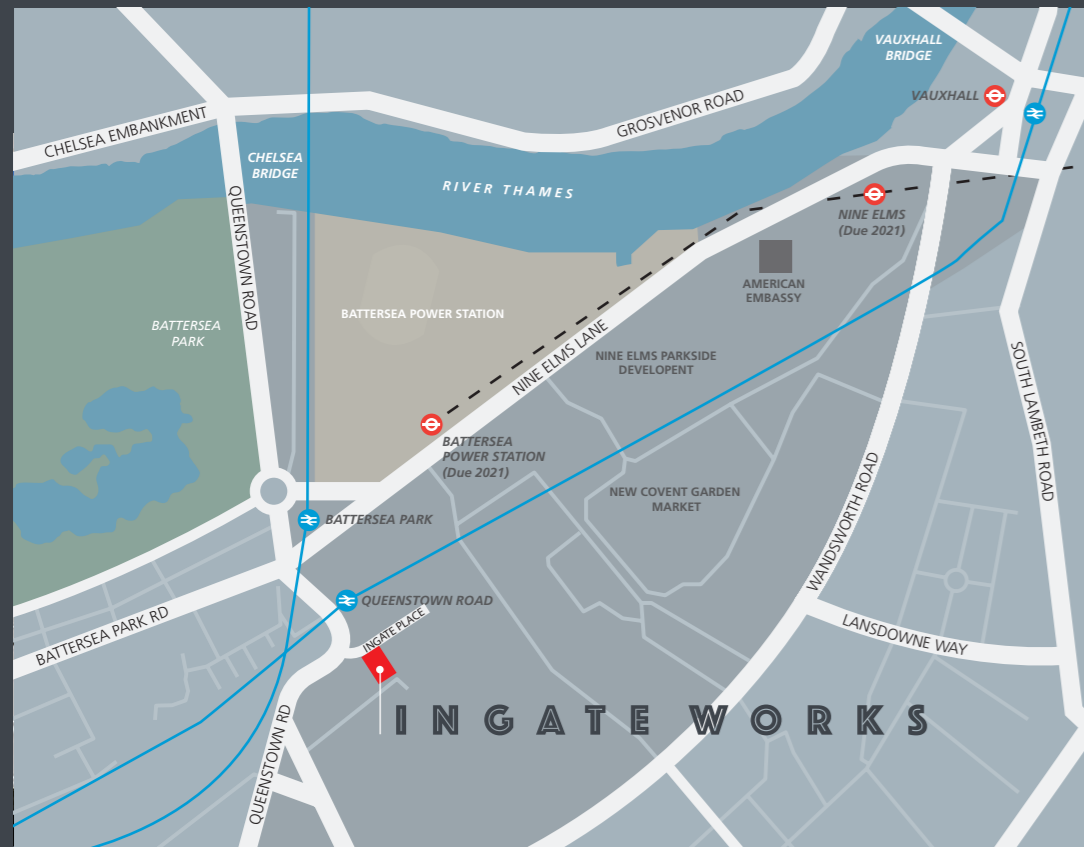 VAUXHALL
BRIDGE
VAUXHALL
GROSVENOR ROAD
CHELSEA EMBANKMENT
CHELSEA
BRIDGE
RIVER THAMES
QUEENSTOWN ROAD
NINE ELMS
(Due 2021)
AMERICAN
EMBASSY
BATTERSEA POWER STATION
BATTERSEA
PARK
NINE ELMS LANE
NINE ELMS PARKSIDE
DEVELOPENT
SOUTH LAMBETH ROAD
BATTERSEA
POWER STATION
(Due 2021)
NEW COVENT GARDEN
MARKET
WANDSWORTH ROAD
BATTERSEA PARK
QUEENSTOWN ROAD
INGATE PLACE
BATTERSEA PARK RD
LANSDOWNE WAY
INGATE WORKS
QUEENSTOWN RD